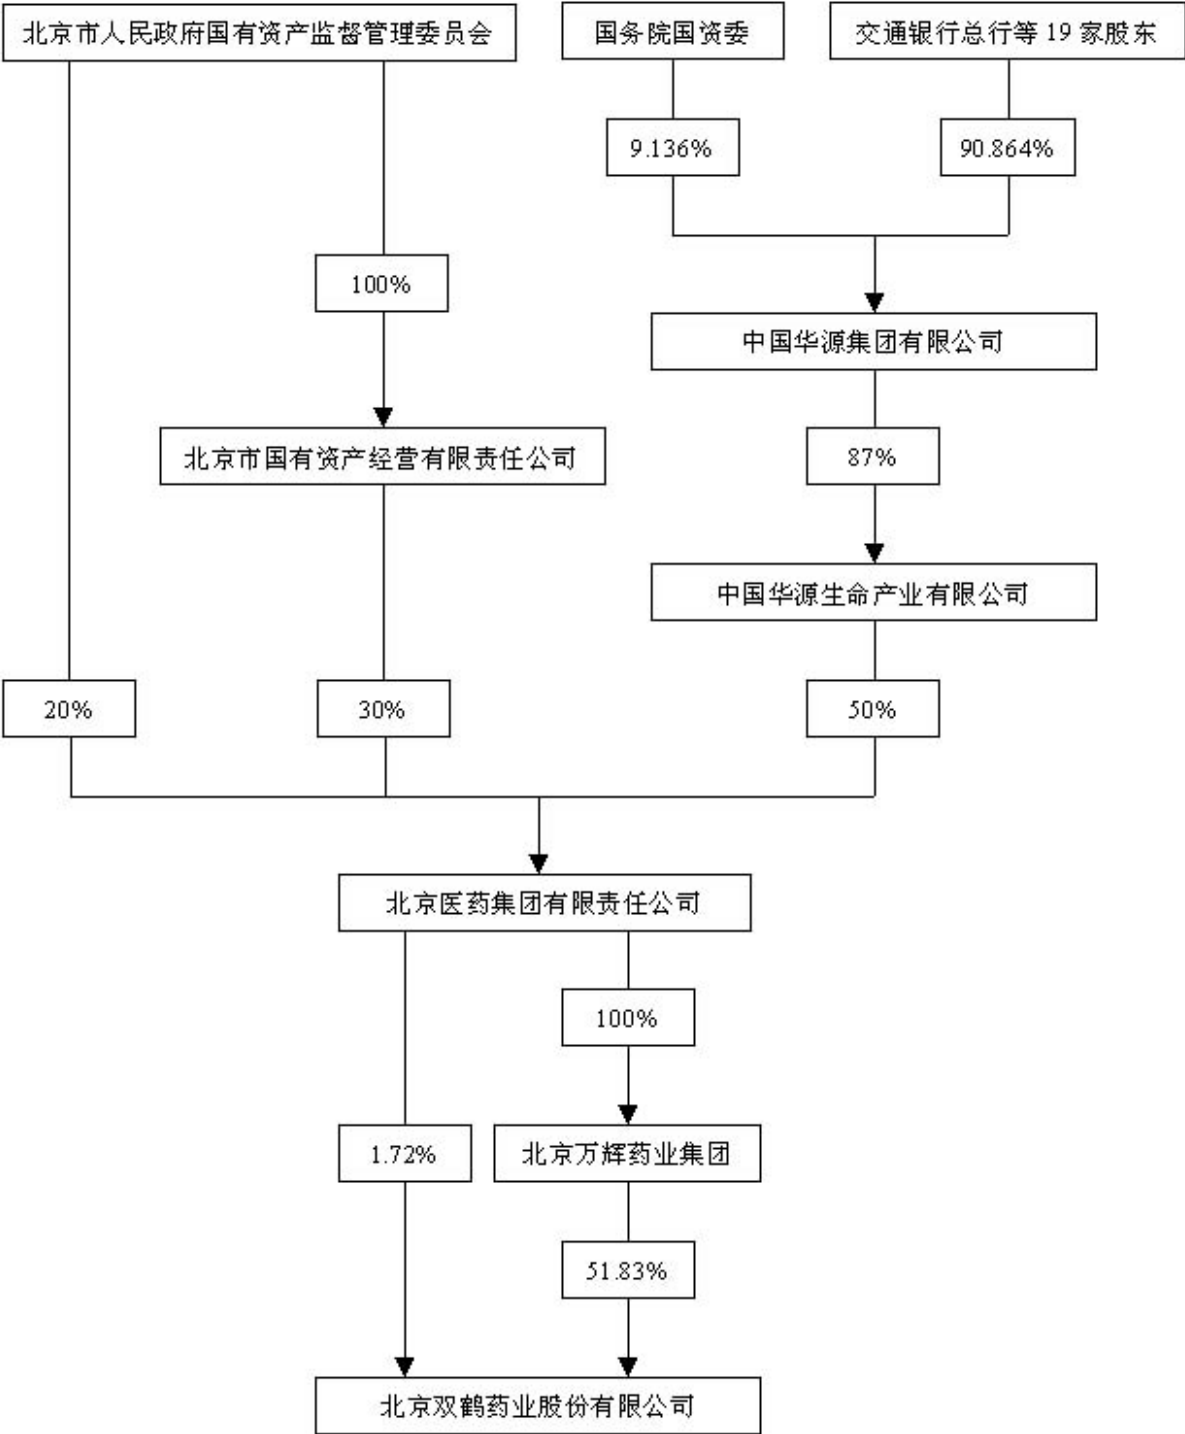 北京市人民政府国有资产监督管理委员会
国务院国资委
交通银行总行等 19 家股东
9.136%
90.864%
100%
中国华源集团有限公司
北京市国有资产经营有限责任公司
87%
中国华源生命产业有限公司
20%
30%
50%
北京医药集团有限责任公司
100%
1.72%
北京万辉药业集团
51.83%
北京双鹤药业股份有限公司